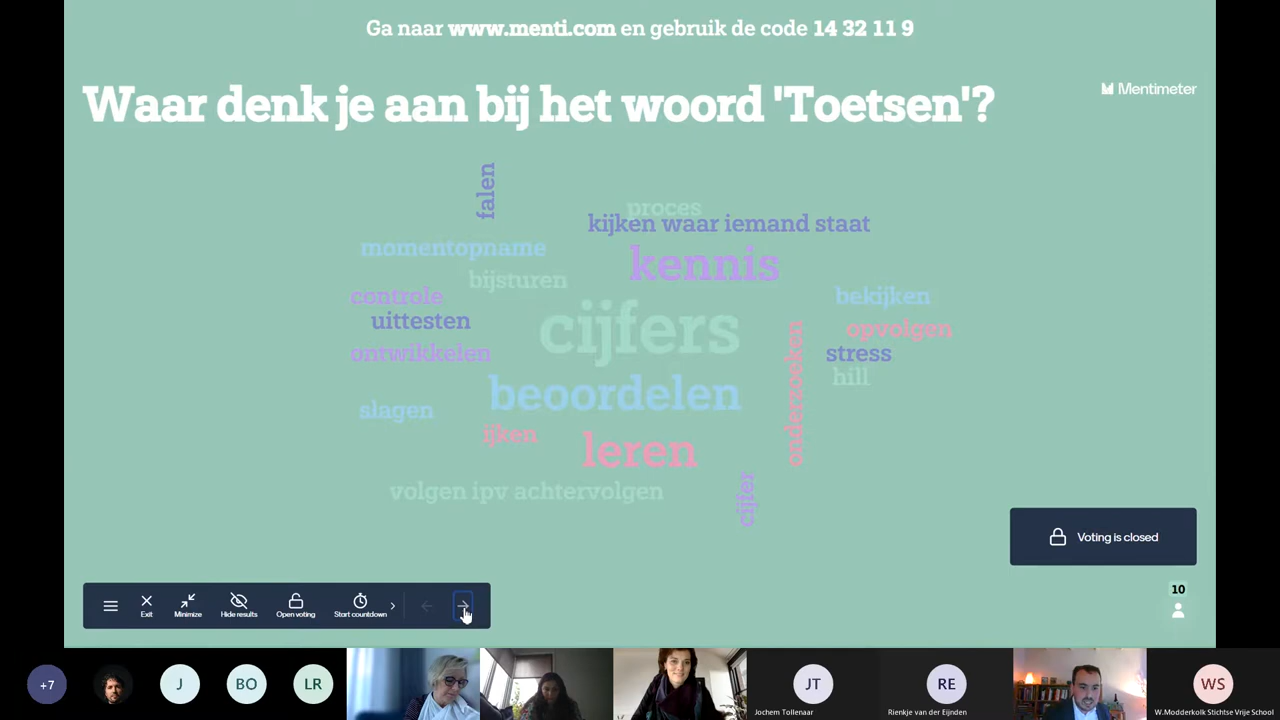 Ga naar www.menti.com en gebruik de code 14 32 11 9
Waar denk je aan bij het woord 'Toetsen'?
Mentimeter
falen
proces
kijken waar iemand staat
momentopname
kennis
bijsturen
controle
bekijken
uittesten
cijfers
opvolgen
ontwikkelen
stress
onderzoeken
hill
beoordelen
slagen
ijken
leren
volgen ipv achtervolgen
cijfer
Voting is closed
Exit
Minimize
Hide results
Open voting
Start countdown
10
+7
J
BO
LR
JT
RE
WS
Jochem Tollenaar
Rienkje van der Eijnden
W.Modderkolk Stichtse Vrije School